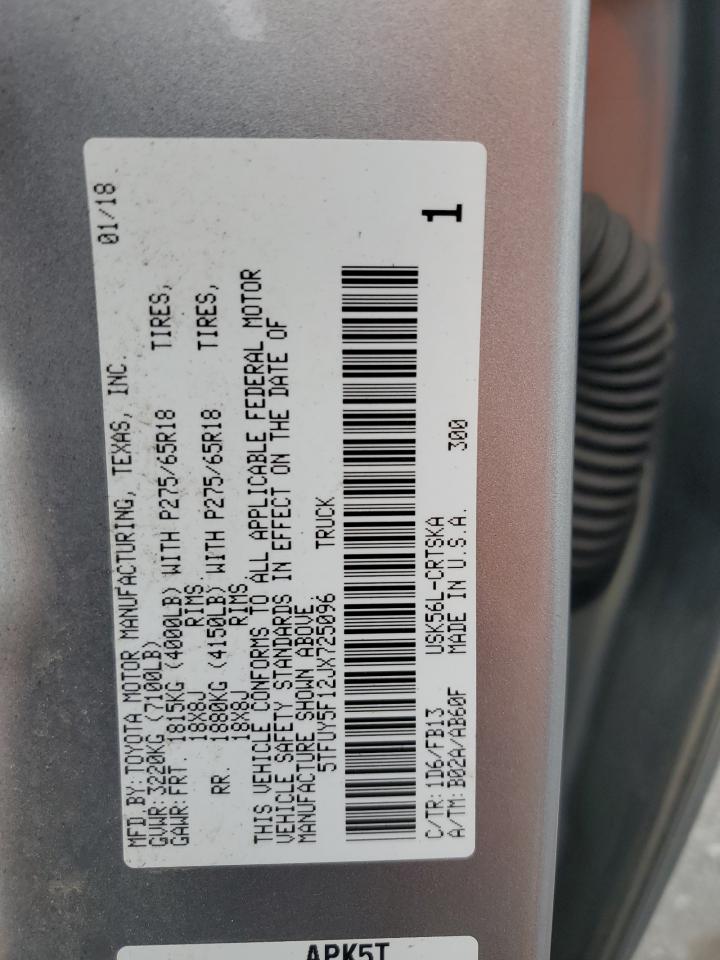 01/18
MFD.BY:TOYOTA MOTOR MANUFACTURING, TEXAS, INC.
GVWR:3220KG (7100LB)
GAWR:FRT. 1815KG (4000LB) WITH P275/65R18 TIRES,
18X8J RIMS.
RR. 1880KG (4150LB) WITH P275/65R18 TIRES,
18X8J RIMS.
THIS VEHICLE CONFORMS TO ALL APPLICABLE FEDERAL MOTOR
VEHICLE SAFETY STANDARDS IN EFFECT ON THE DATE OF
MANUFACTURE SHOWN ABOVE
5TFUY5F12JX725096 TRUCK
1
C/TR:1D6/FB13 USK56L-CRTSKA
A/TM:B02A/AB60F MADE IN U.S.A. 300
APK5T